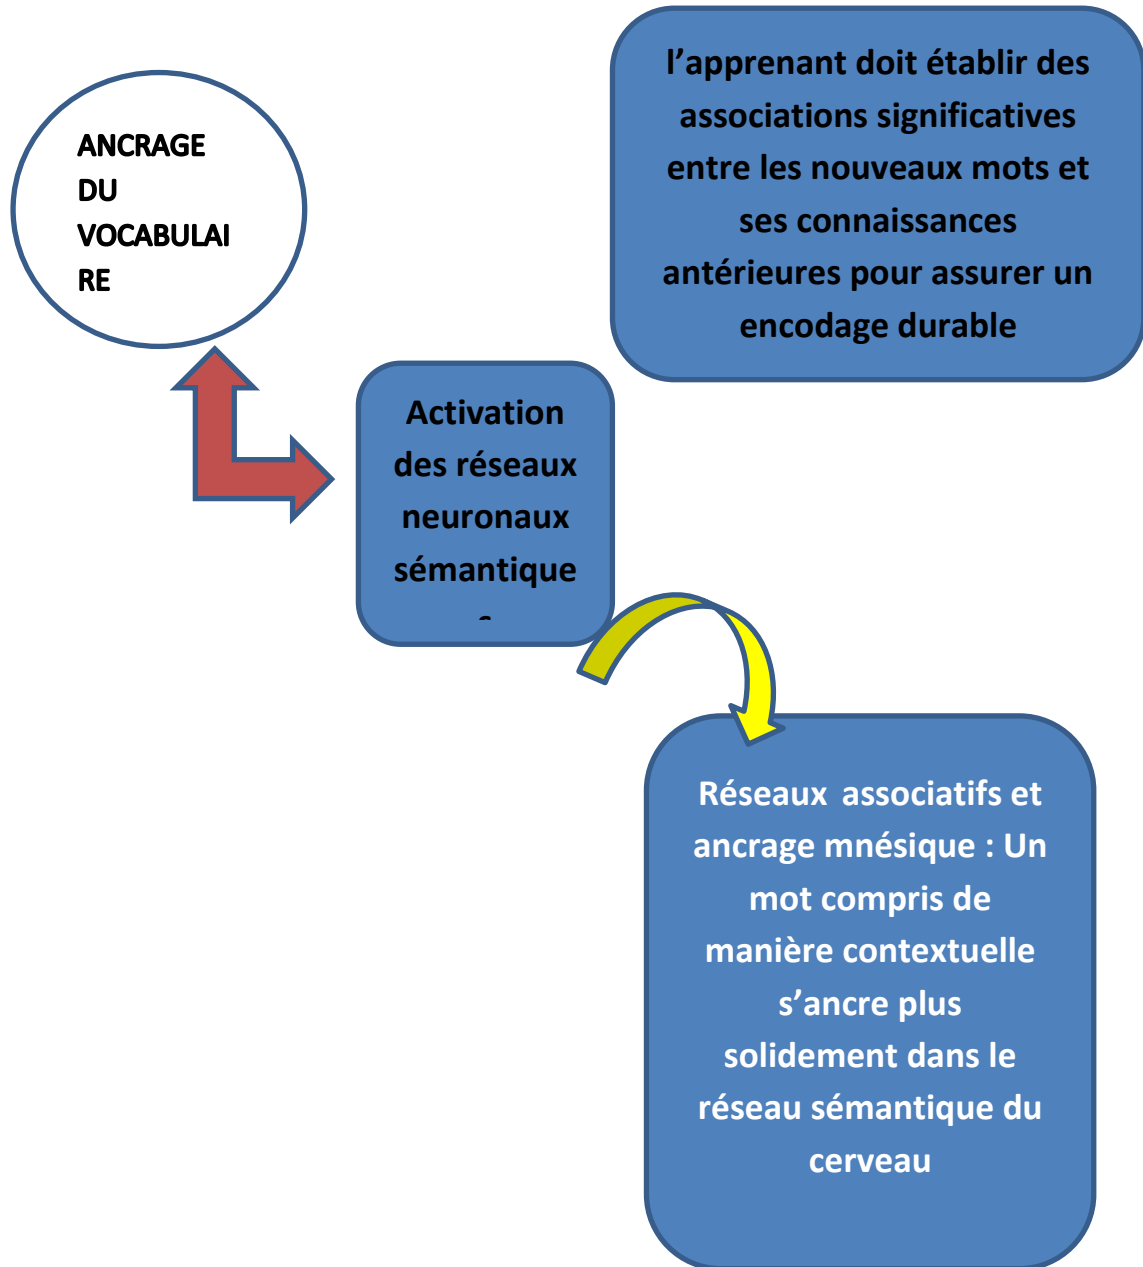 ANCRAGE
DU
VOCABULAI
RE
l’apprenant doit établir des
associations significatives
entre les nouveaux mots et
ses connaissances
antérieures pour assurer un
encodage durable
Activation
des réseaux
neuronaux
sémantique
Réseaux associatifs et
ancrage mnésique : Un
mot compris de
manière contextuelle
s’ancre plus
solidement dans le
réseau sémantique du
cerveau